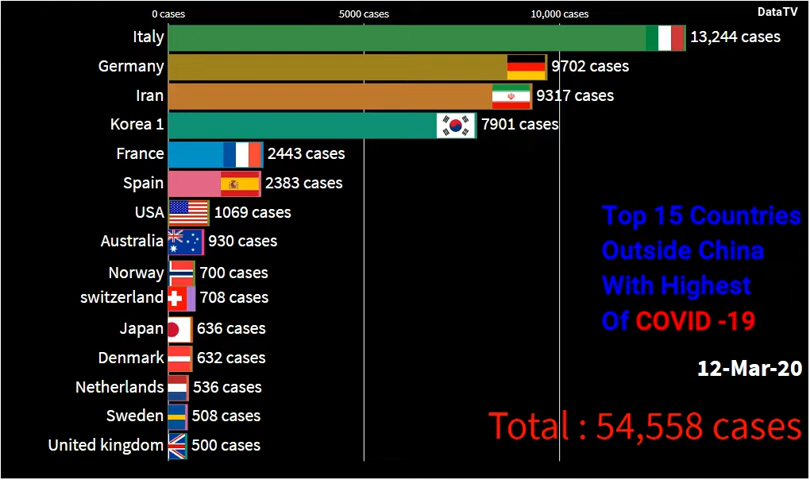 0 cases 5000 cases 10,000 cases DataTV
Italy 13,244 cases
Germany 9702 cases
Iran 9317 cases
Korea 1 7901 cases
France 2443 cases
Spain 2383 cases
USA 1069 cases
Australia 930 cases
Norway 700 cases
switzerland 708 cases
Japan 636 cases
Denmark 632 cases
Netherlands 536 cases
Sweden 508 cases
United kingdom 500 cases
Top 15 Countries
Outside China
With Highest
Of COVID -19
12-Mar-20
Total : 54,558 cases